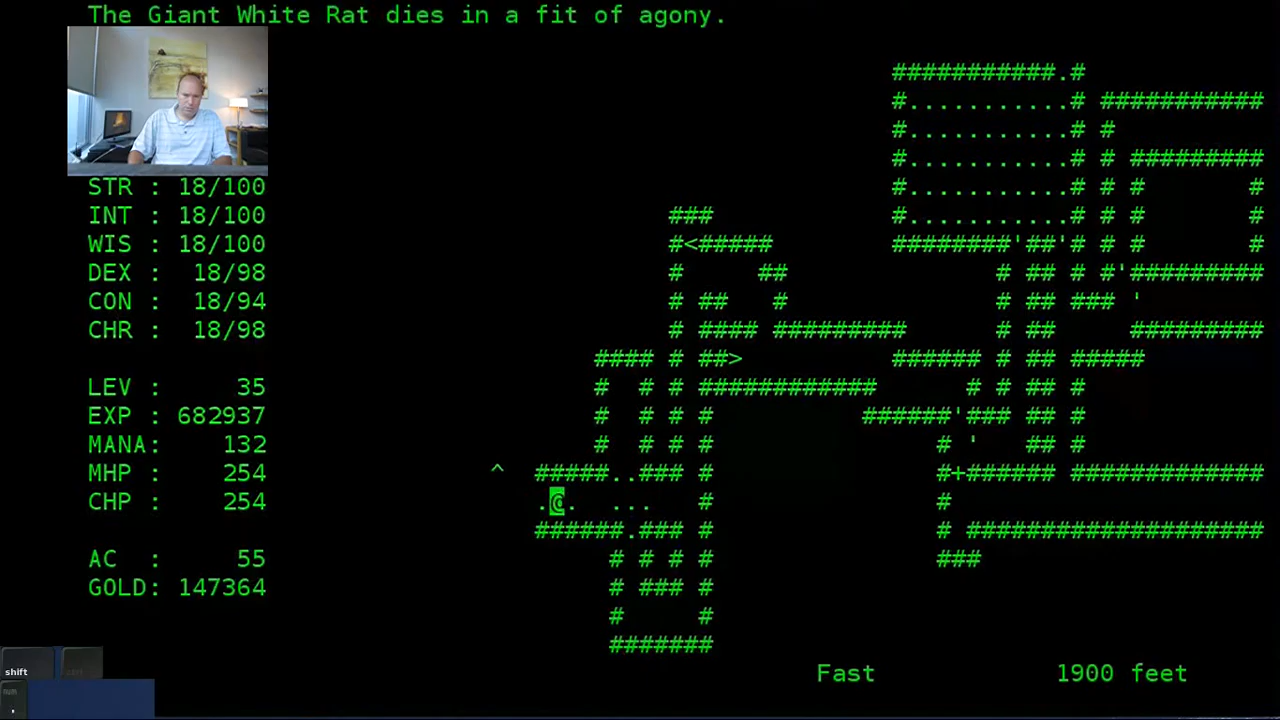 The Giant White Rat dies in a fit of agony.
###########.#
#...........# ###########
#...........# #
#...........# # #########
STR : 18/100 #...........# # # #
INT : 18/100 ### #...........# # # #
WIS : 18/100 #<##### ########'##'# # # #
DEX : 18/98 # ## # ## # #'#########
CON : 18/94 # ## # # ## ### '
CHR : 18/98 # #### ######### # ## #########
#### # ##> ###### # ## #####
LEV : 35 # # # ############ # # ## #
EXP : 682937 # # # # ######'### ## #
MANA: 132 # # # # # ' ## #
MHP : 254 ^ #####..### # #+###### #############
CHP : 254 .@. ... # #
######.### # # ####################
AC : 55 # # # # ###
GOLD: 147364 # ### #
# #
#######
Fast 1900 feet
shift
num